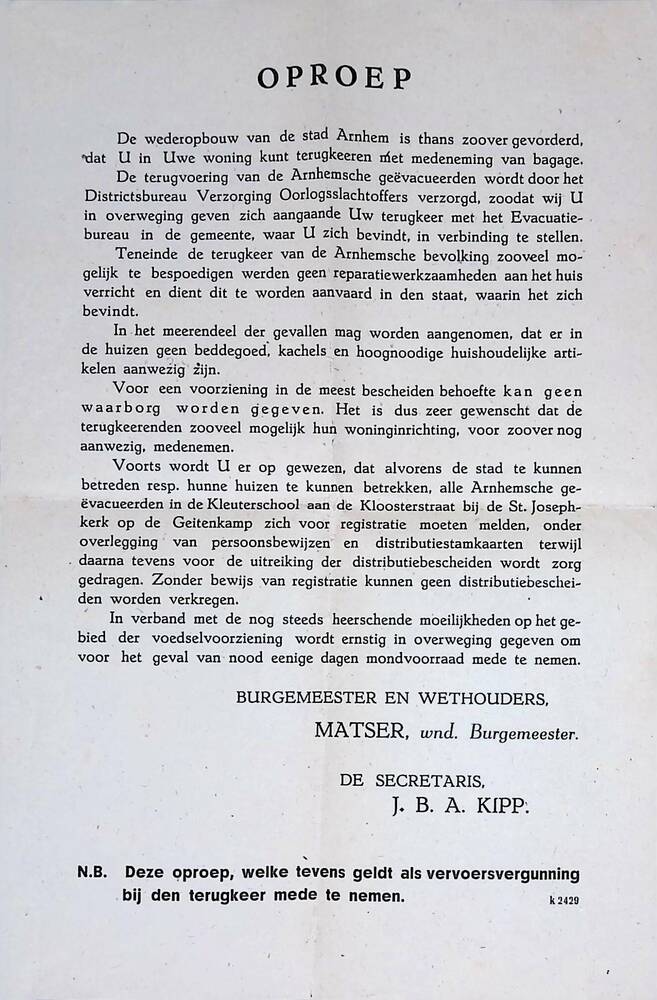 OPROEP
De wederopbouw van de stad Arnhem is thans zoover gevorderd,
dat U in Uwe woning kunt terugkeeren met medeneming van bagage.
De terugvoering van de Arnhemsche geëvacueerden wordt door het
Districtsbureau Verzorging Oorlogsslachtoffers verzorgd, zoodat wij U
in overweging geven zich aangaande Uw terugkeer met het Evacuatie-
bureau in de gemeente, waar U zich bevindt, in verbinding te stellen.
Teneinde de terugkeer van de Arnhemsche bevolking zooveel mo-
gelijk te bespoedigen werden geen reparatiewerkzaamheden aan het huis
verricht en dient dit te worden aanvaard in den staat, waarin het zich
bevindt.
In het meerendeel der gevallen mag worden aangenomen, dat er in
de huizen geen beddegoed, kachels en hoognoodige huishoudelijke arti-
kelen aanwezig zijn.
Voor een voorziening in de meest bescheiden behoefte kan geen
waarborg worden gegeven. Het is dus zeer gewenscht dat de
terugkeerenden zooveel mogelijk hun woninginrichting, voor zoover nog
aanwezig, medenemen.
Voorts wordt U er op gewezen, dat alvorens de stad te kunnen
betreden resp. hunne huizen te kunnen betrekken, alle Arnhemsche ge-
ëvacueerden in de Kleuterschool aan de Kloosterstraat bij de St. Joseph-
kerk op de Geitenkamp zich voor registratie moeten melden, onder
overlegging van persoonsbewijzen en distributiestamkaarten terwijl
daarna tevens voor de uitreiking der distributiebescheiden wordt zorg
gedragen. Zonder bewijs van registratie kunnen geen distributiebeschei-
den worden verkregen.
In verband met de nog steeds heerschende moeilijkheden op het ge-
bied der voedselvoorziening wordt ernstig in overweging gegeven om
voor het geval van nood eenige dagen mondvoorraad mede te nemen.
BURGEMEESTER EN WETHOUDERS,
MATSER, wnd. Burgemeester.
DE SECRETARIS,
J. B. A. KIPP.
N.B. Deze oproep, welke tevens geldt als vervoersvergunning
bij den terugkeer mede te nemen.
k 2429